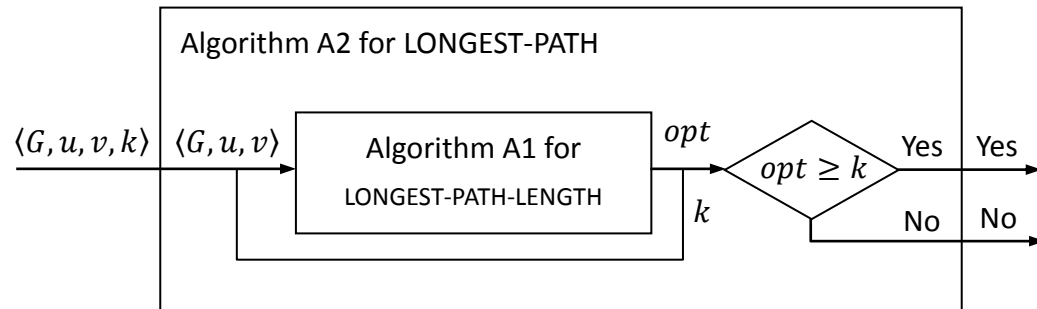 Algorithm A2 for LONGEST-PATH
⟨G, u, v, k⟩
⟨G, u, v⟩
Algorithm A1 for
LONGEST-PATH-LENGTH
opt
k
opt ≥ k
Yes
Yes
No
No